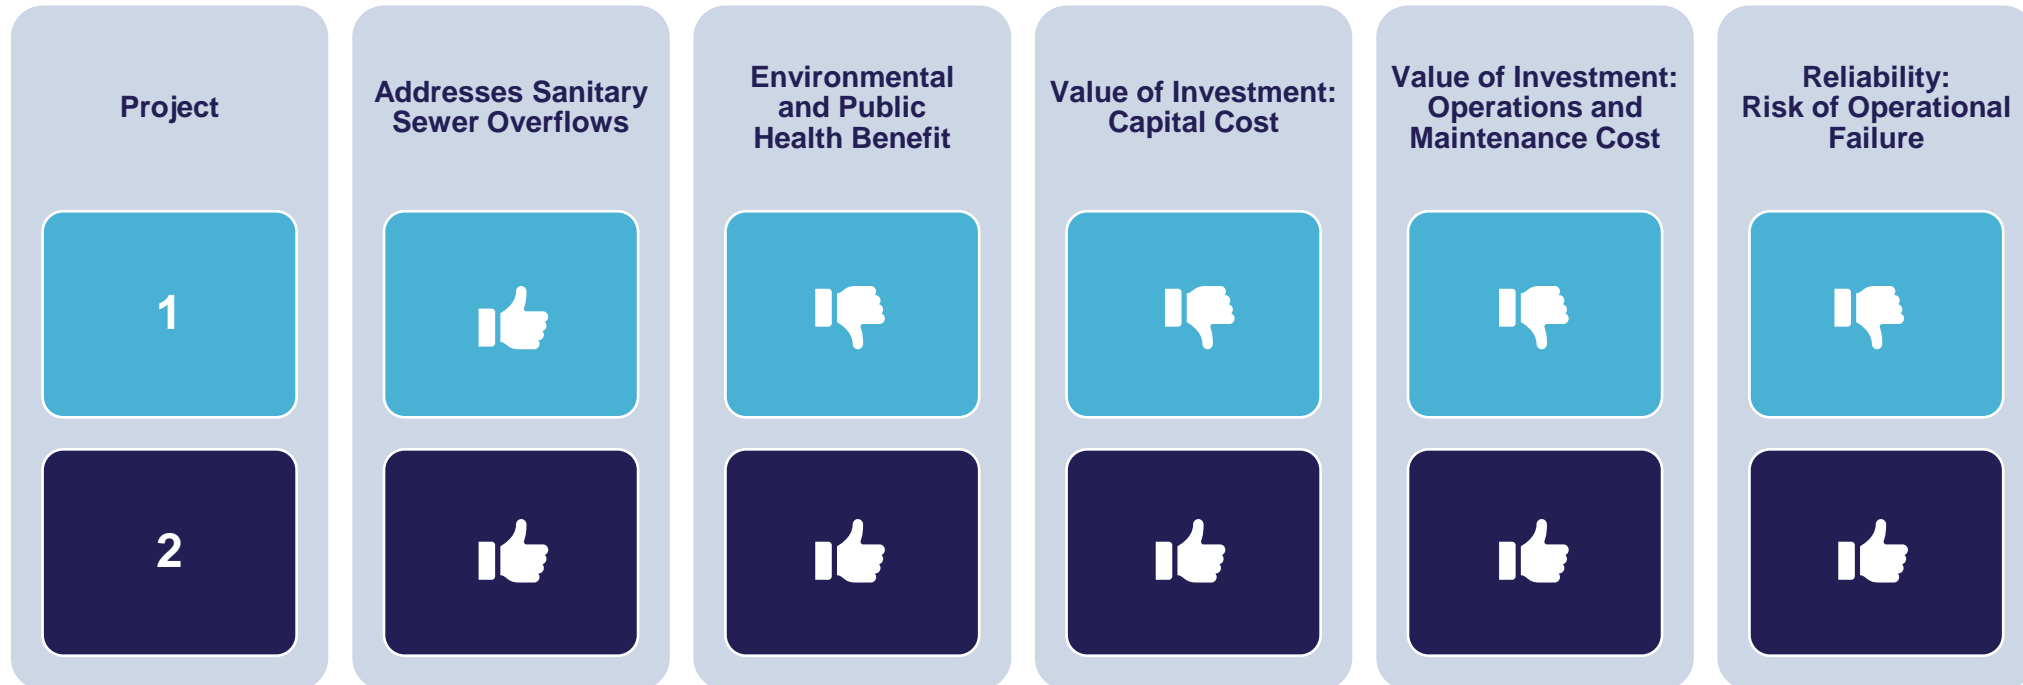 Project
Addresses Sanitary
Sewer Overflows
Environmental
and Public
Health Benefit
Value of Investment:
Capital Cost
Value of Investment:
Operations and
Maintenance Cost
Reliability:
Risk of Operational
Failure
1
2